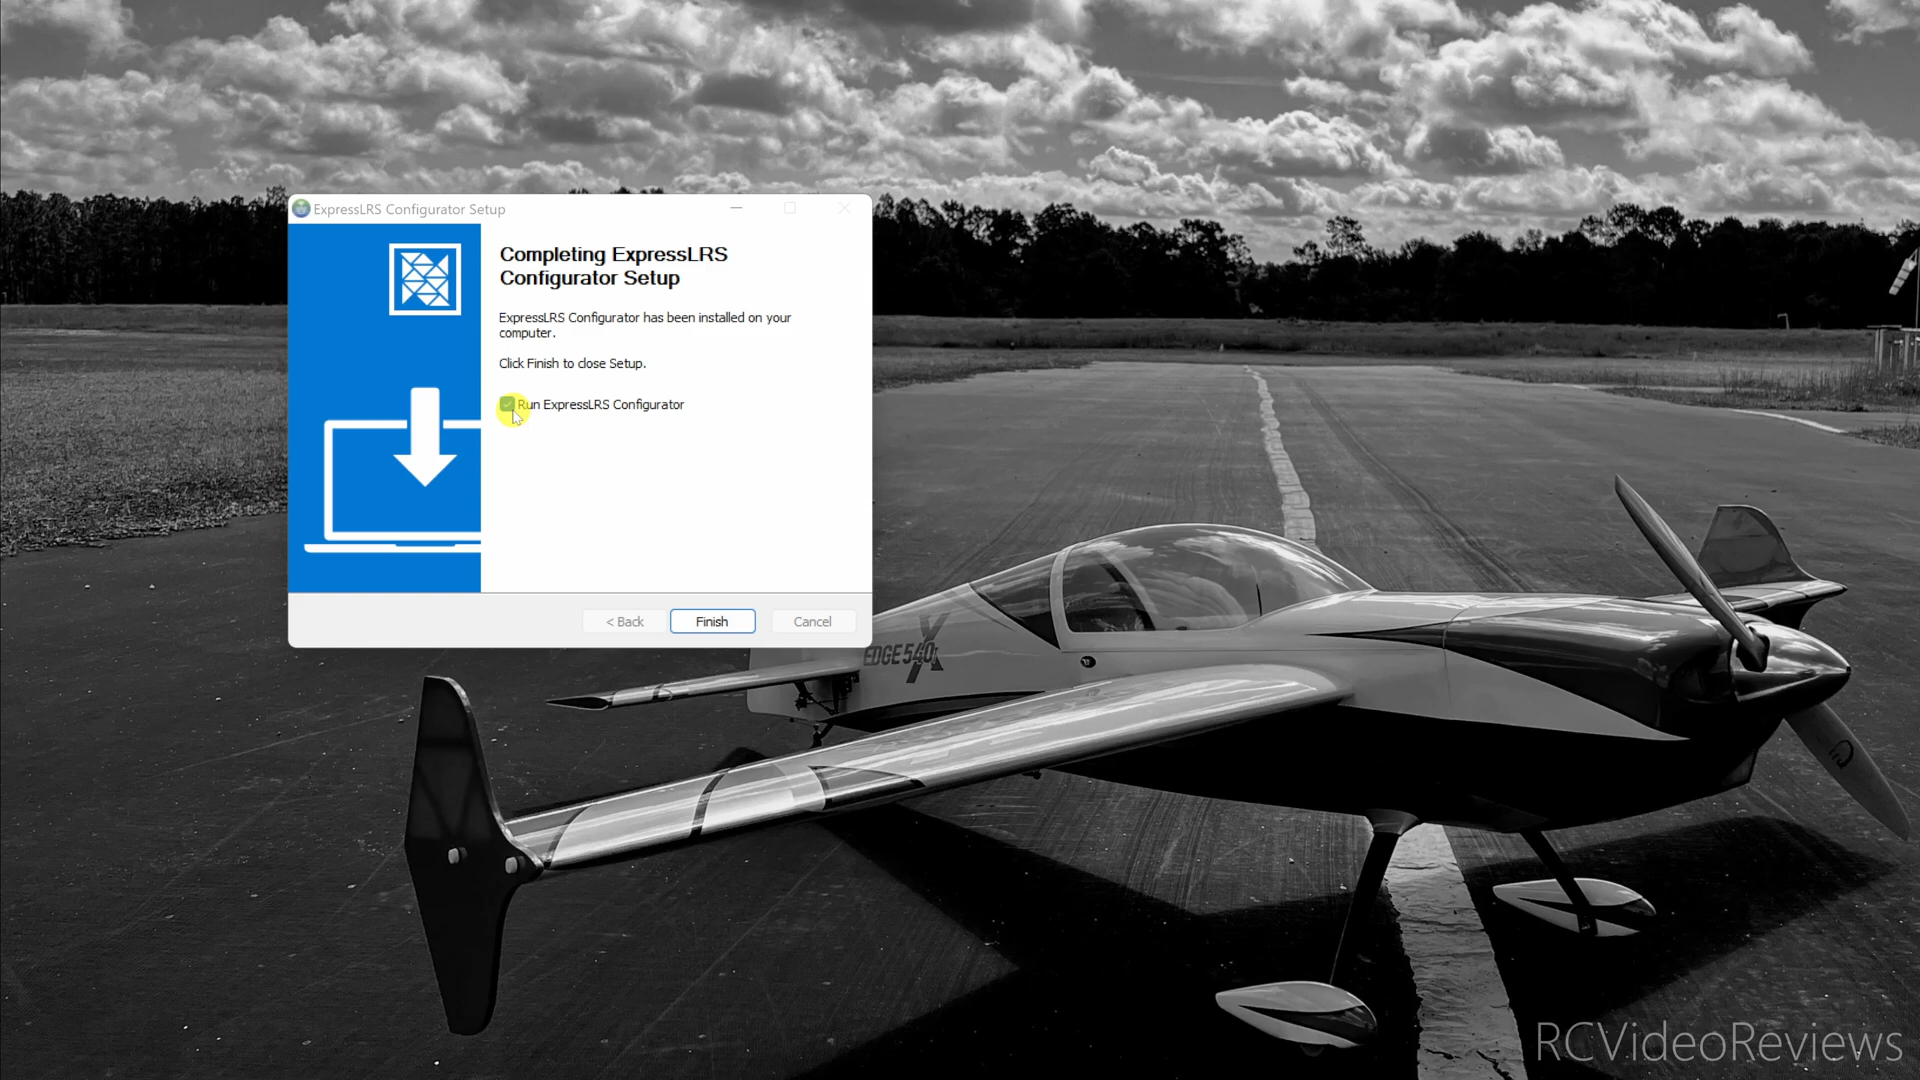 ExpressLRS Configurator Setup
Completing ExpressLRS
Configurator Setup
ExpressLRS Configurator has been installed on your
computer.
Click Finish to close Setup.
Run ExpressLRS Configurator
< Back
Finish
Cancel
EDGE 540
RCVideoReviews